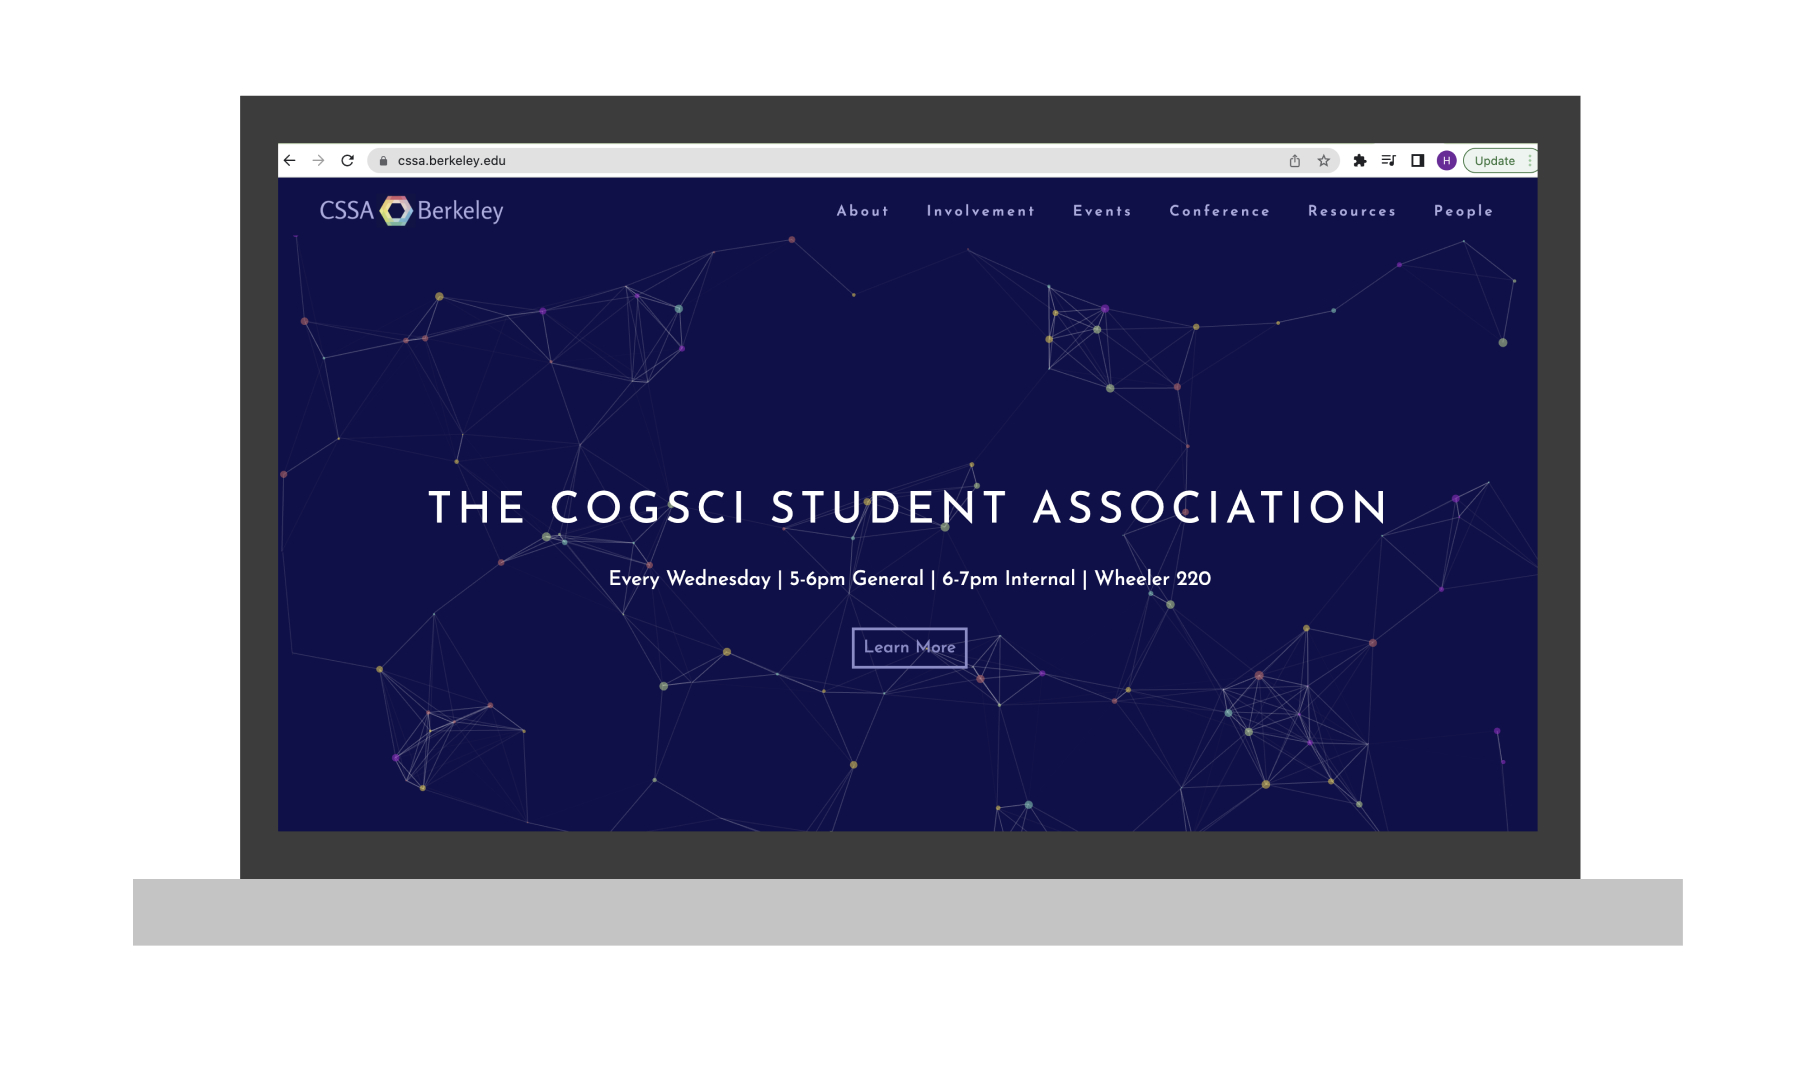 cssa.berkeley.edu
H
Update
CSSA Berkeley
About Involvement Events Conference Resources People
THE COGSCI STUDENT ASSOCIATION
Every Wednesday | 5-6pm General | 6-7pm Internal | Wheeler 220
Learn More